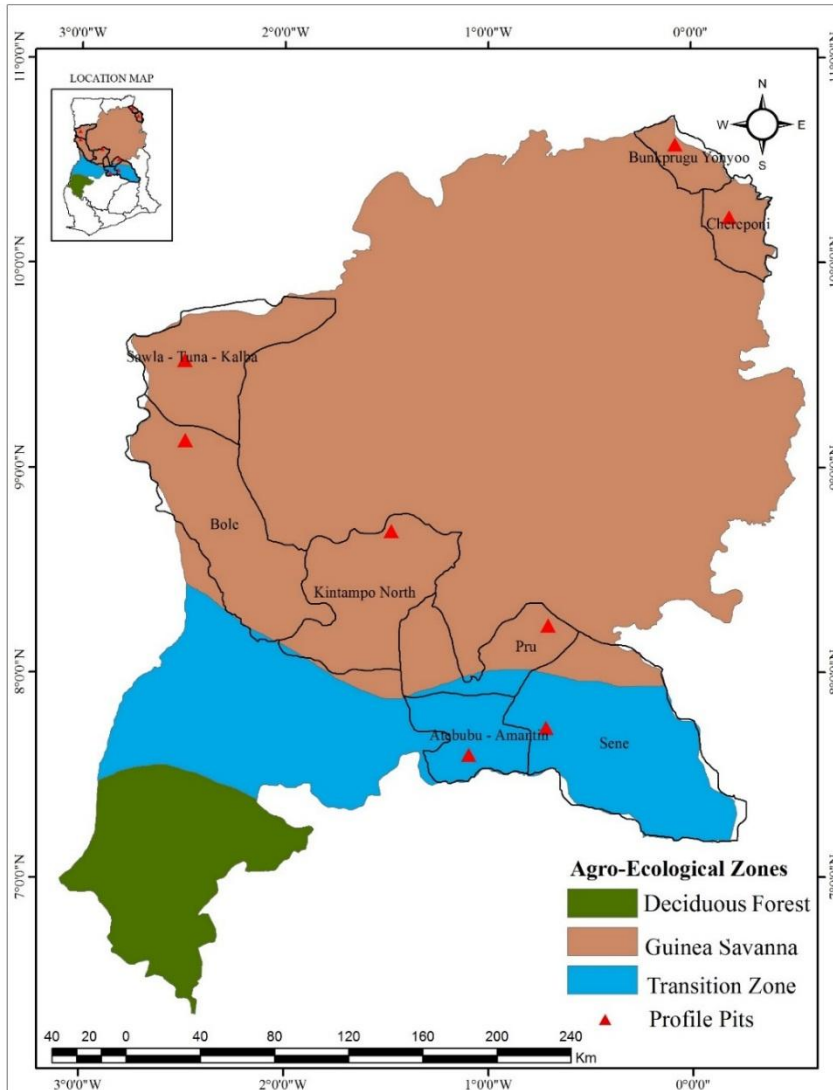 3°0'0"W 2°0'0"W 1°0'0"W 0°0'0"
11°0'0"N
LOCATION MAP
N
W E
S
Bunkprugu Yonyoo
Chereponi
10°0'0"N
Sawla - Tuna - Kalba
9°0'0"N
Bole
Kintampo North
Pru
8°0'0"N
Atebubu - Amantin
Sene
7°0'0"N
Agro-Ecological Zones
Deciduous Forest
Guinea Savanna
Transition Zone
Profile Pits
40 20 0 40 80 120 160 200 240
Km
3°0'0"W 2°0'0"W 1°0'0"W 0°0'0"